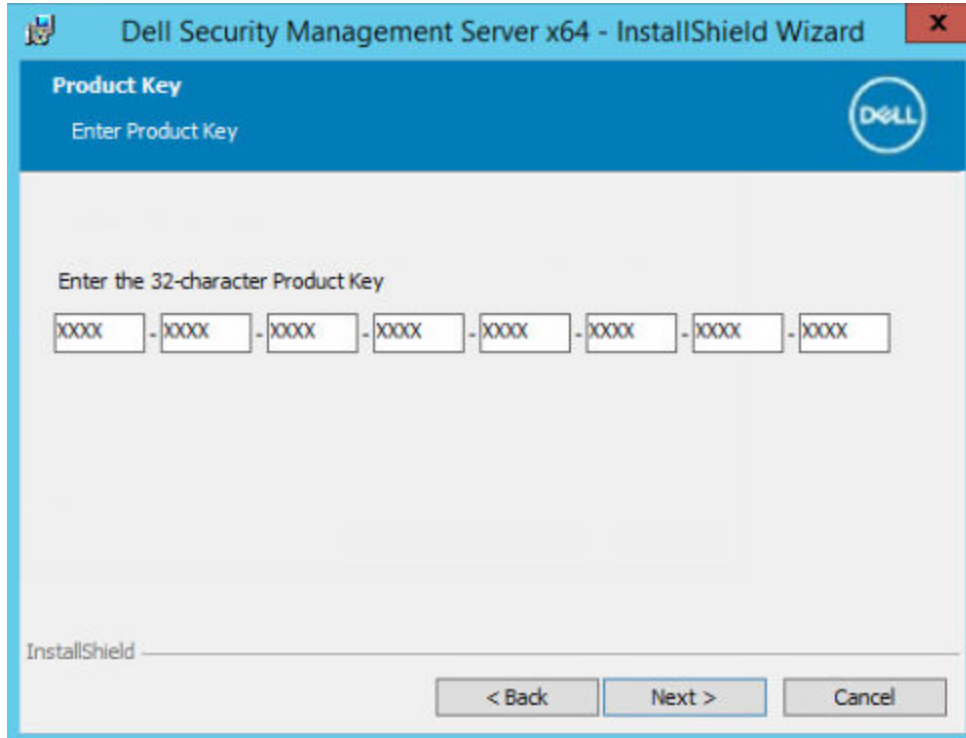 Dell Security Management Server x64 - InstallShield Wizard
x
Product Key
Enter Product Key
DELL
Enter the 32-character Product Key
XXXX - XXXX - XXXX - XXXX - XXXX - XXXX - XXXX - XXXX
InstallShield
< Back Next > Cancel